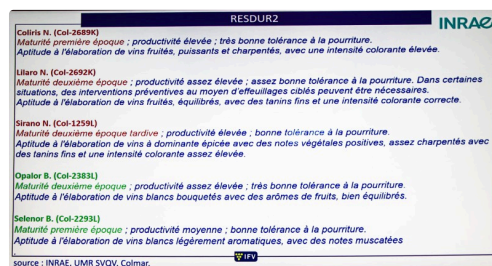 RESDUR2
INRAE
Coliris N. (Col-2689K)
Maturité première époque ; productivité élevée ; très bonne tolérance à la pourriture.
Aptitude à l'élaboration de vins fruités, puissants et charpentés, avec une intensité colorante élevée.
Lilaro N. (Col-2692K)
Maturité deuxième époque ; productivité assez élevée ; assez bonne tolérance à la pourriture. Dans certaines
situations, des interventions préventives au moyen d'effeuillages ciblés peuvent être nécessaires.
Aptitude à l'élaboration de vins fruités, équilibrés, avec des tanins fins et une intensité colorante correcte.
Sirano N. (Col-1259L)
Maturité deuxième époque tardive ; productivité élevée ; bonne tolérance à la pourriture.
Aptitude à l'élaboration de vins à dominante épicée avec des notes végétales positives, assez charpentés avec
des tanins fins et une intensité colorante assez élevée.
Opalor B. (Col-2383L)
Maturité deuxième époque ; productivité assez élevée ; très bonne tolérance à la pourriture.
Aptitude à l'élaboration de vins blancs bouquetés avec des arômes de fruits, bien équilibrés.
Selenor B. (Col-2293L)
Maturité première époque ; productivité moyenne ; bonne tolérance à la pourriture.
Aptitude à l'élaboration de vins blancs légèrement aromatiques, avec des notes muscatées
IFV
source : INRAE, UMR SVQV, Colmar.